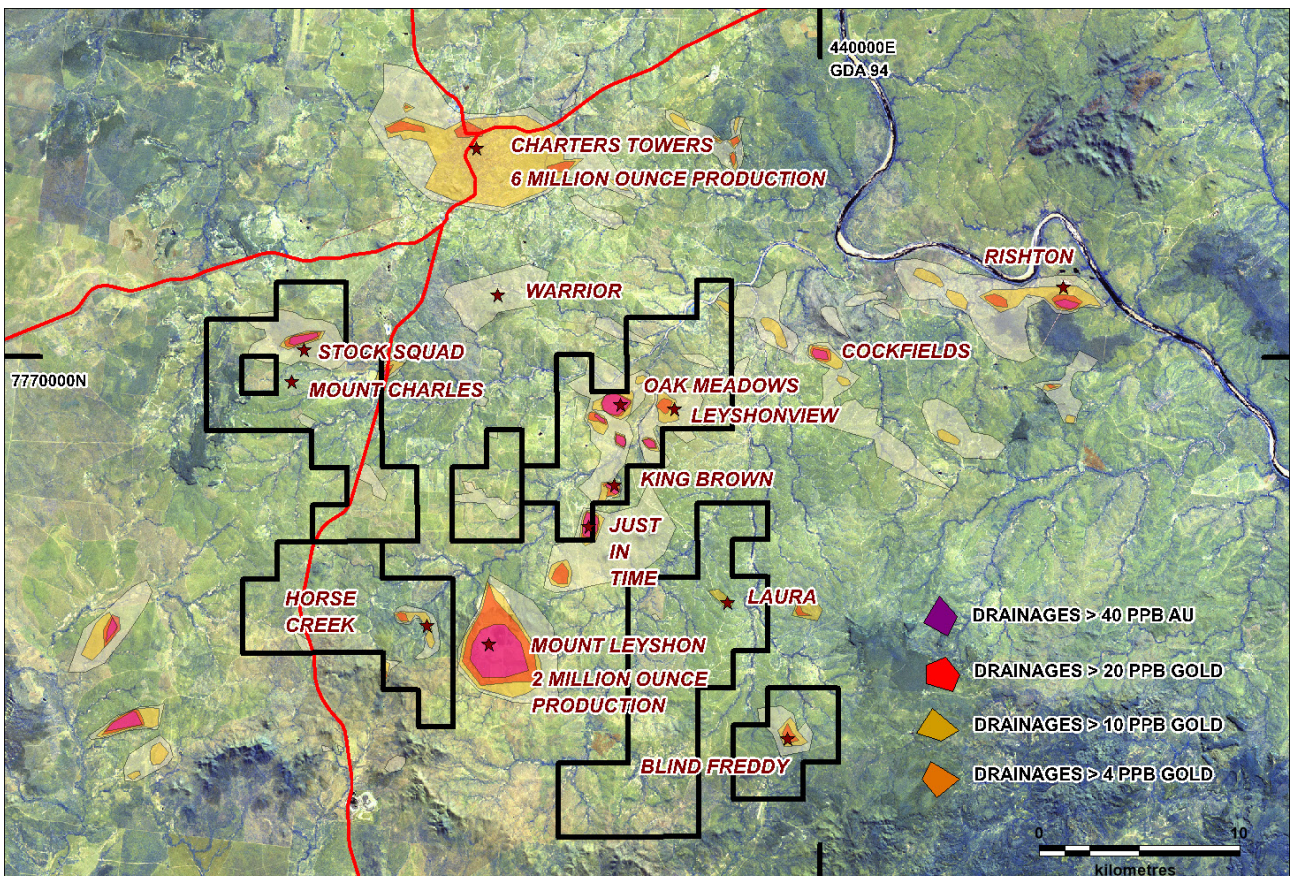 440000E
GDA 94
CHARTERS TOWERS
6 MILLION OUNCE PRODUCTION
RISHTON
WARRIOR
STOCK SQUAD
COCKFIELDS
7770000N
MOUNT CHARLES
OAK MEADOWS
LEYSHONVIEW
KING BROWN
JUST
IN
TIME
HORSE
CREEK
LAURA
MOUNT LEYSHON
2 MILLION OUNCE
PRODUCTION
BLIND FREDDY
DRAINAGES > 40 PPB AU
DRAINAGES > 20 PPB GOLD
DRAINAGES > 10 PPB GOLD
DRAINAGES > 4 PPB GOLD
0 10
kilometres